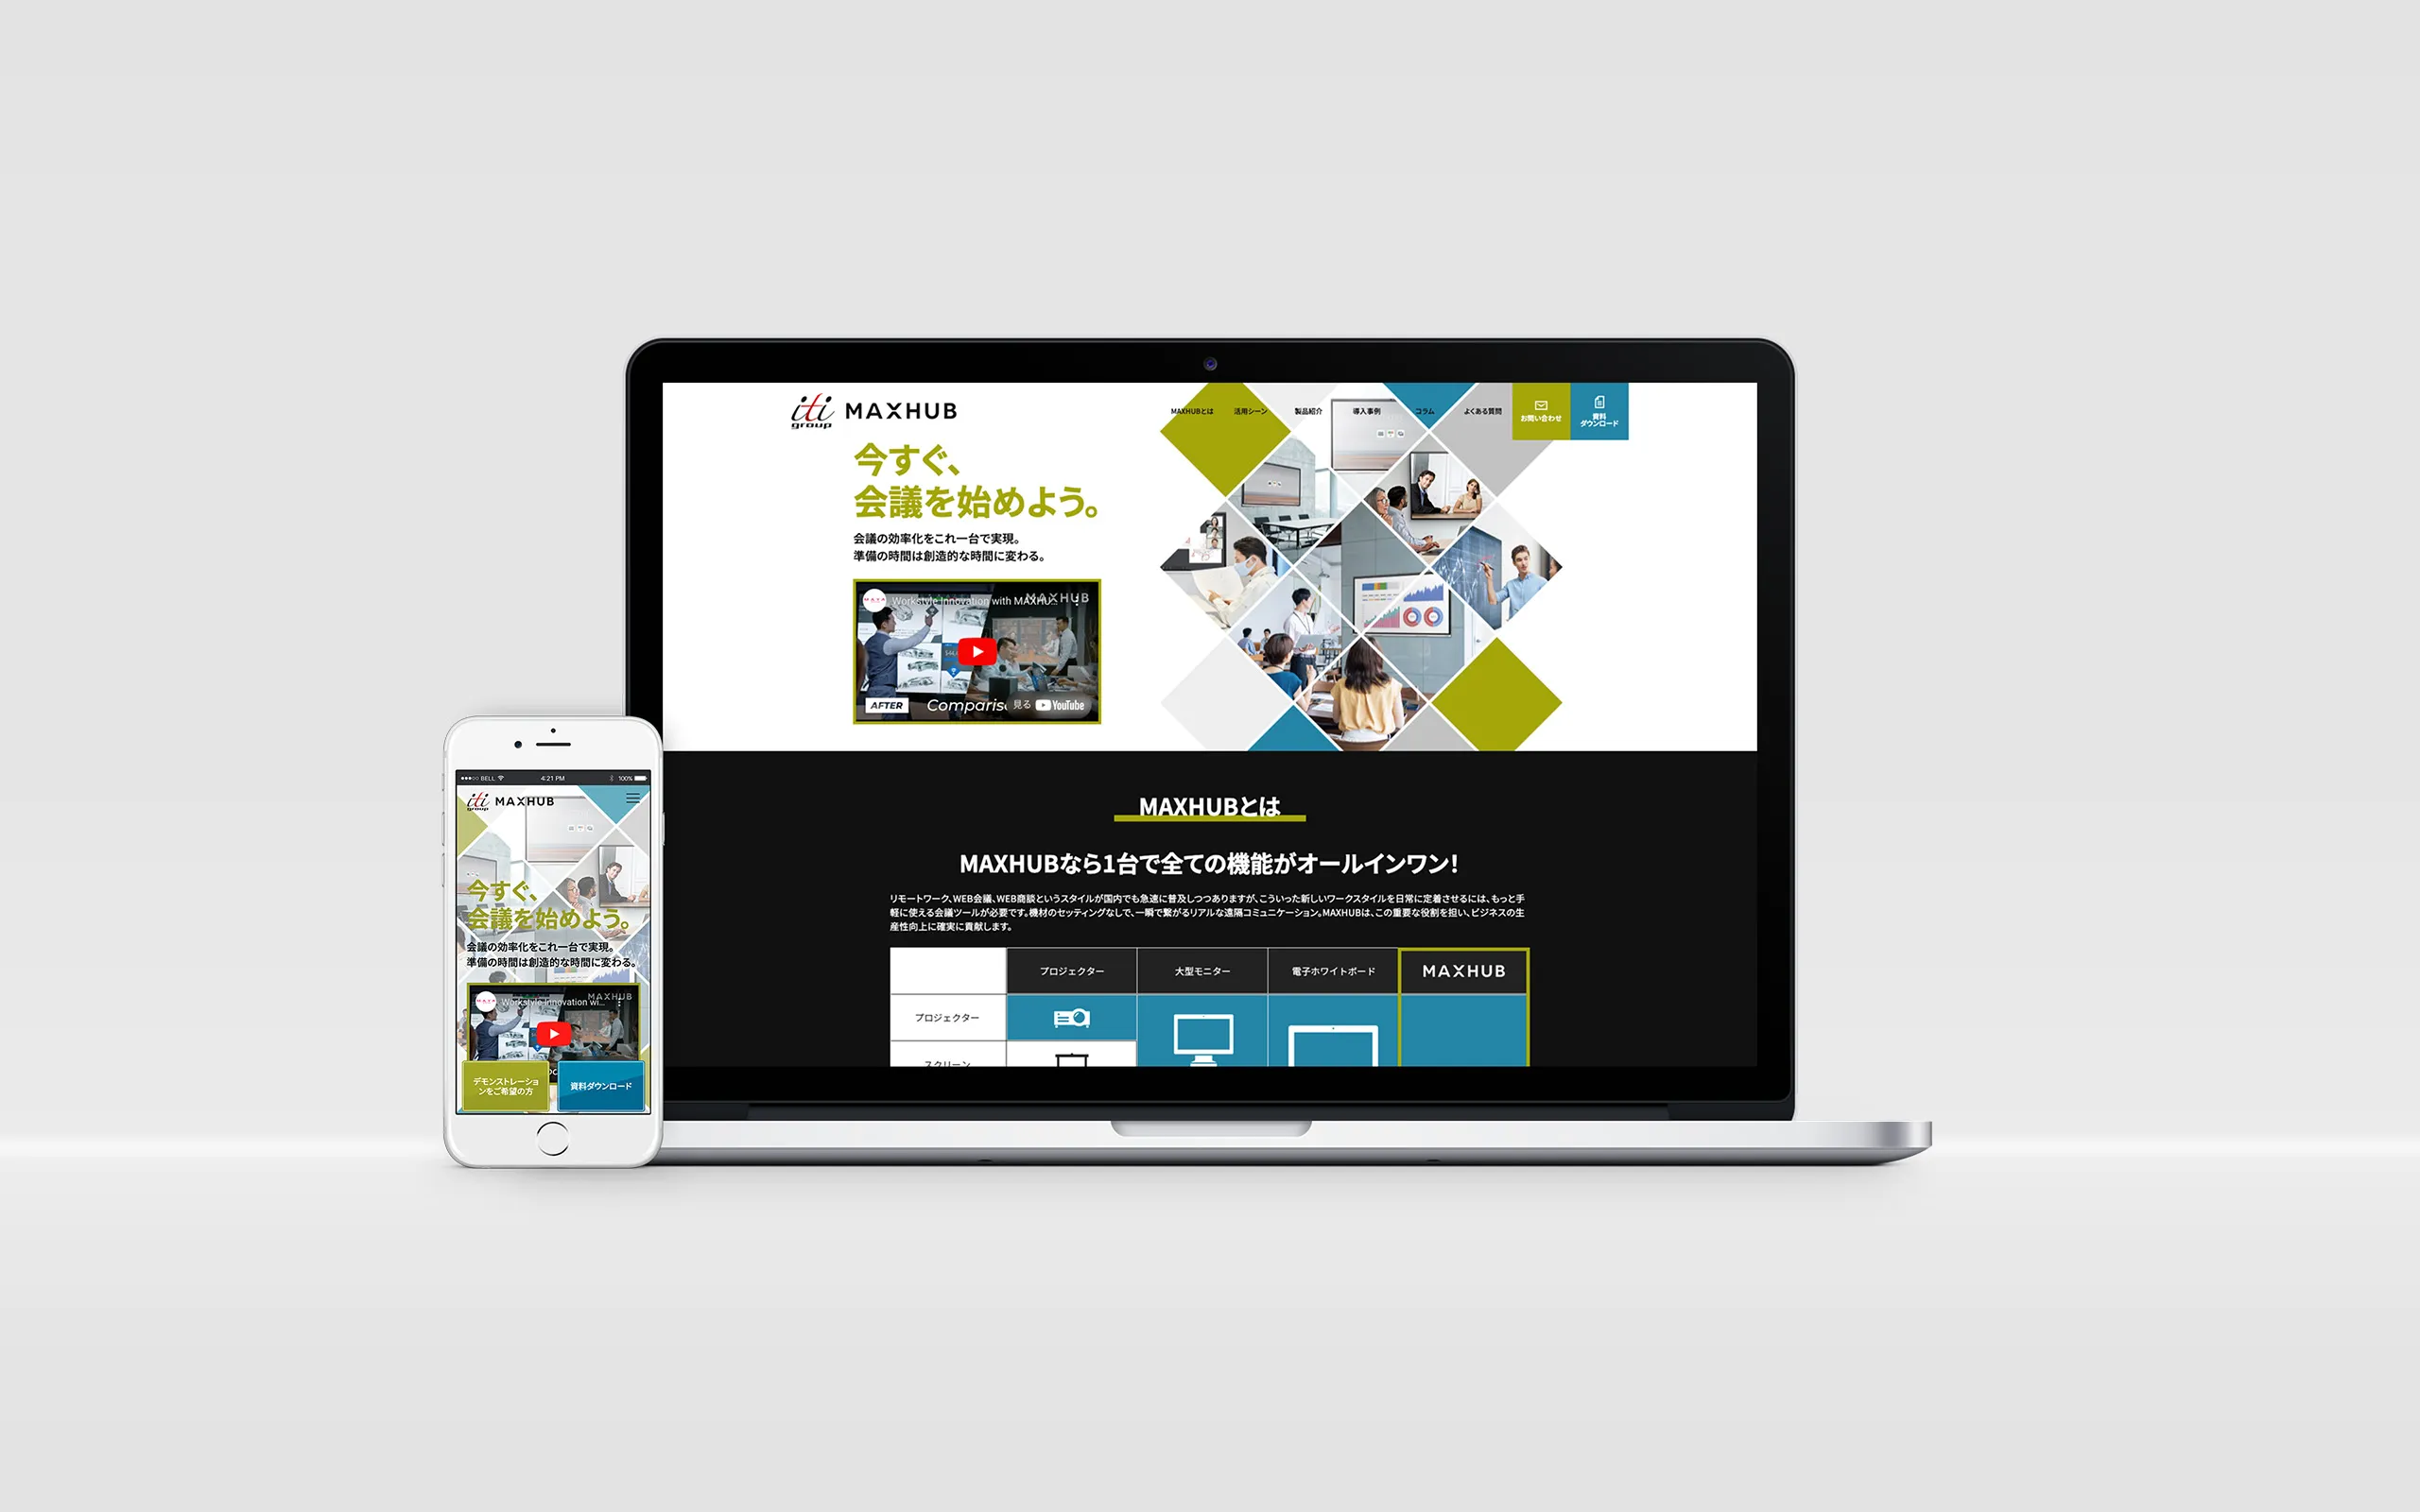 iti
group
MAXHUB
MAXHUBとは
活用シーン
製品紹介
導入事例
コラム
よくある質問
お問い合わせ
資料
ダウンロード
今すぐ、
会議を始めよう。
会議の効率化をこれ一台で実現。
準備の時間は創造的な時間に変わる。
MAXHUB
Workstyle Innovation with MAXHU...
AFTER
Comparis
見る
YouTube
MAXHUBとは
MAXHUBなら1台で全ての機能がオールインワン!
リモートワーク、WEB会議、WEB商談というスタイルが国内でも急速に普及しつつありますが、こういった新しいワークスタイルを日常に定着させるには、もっと手
軽に使える会議ツールが必要です。機材のセッティングなしで、一瞬で繋がるリアルな遠隔コミュニケーション。MAXHUBは、この重要な役割を担い、ビジネスの生
産性向上に確実に貢献します。
プロジェクター
大型モニター
電子ホワイトボード
MAXHUB
プロジェクター
スクリーン
BELL
4:21 PM
100%
iti
group
MAXHUB
今すぐ、
会議を始めよう。
会議の効率化をこれ一台で実現。
準備の時間は創造的な時間に変わる。
MAXHUB
Workstyle Innovation wi...
デモンストレーショ
ンをご希望の方
資料ダウンロード